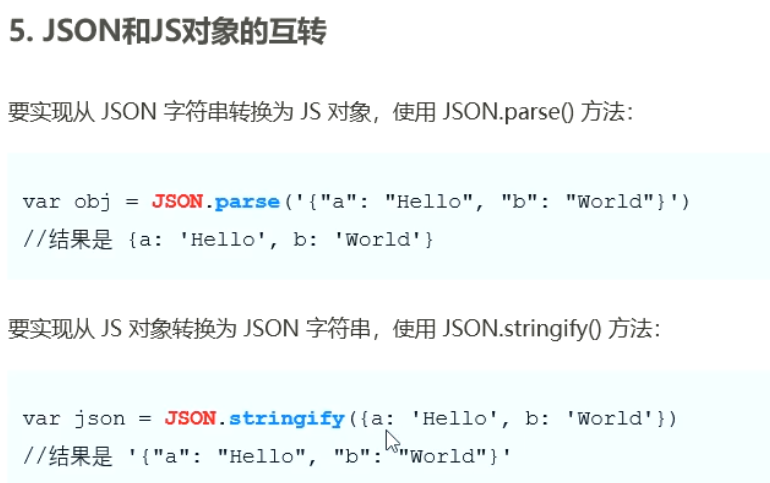 5. JSON和JS对象的互转
要实现从 JSON 字符串转换为 JS 对象，使用 JSON.parse() 方法：
var obj = JSON.parse('{"a": "Hello", "b": "World"}')
//结果是 {a: 'Hello', b: 'World'}
要实现从 JS 对象转换为 JSON 字符串，使用 JSON.stringify() 方法：
var json = JSON.stringify({a: 'Hello', b: 'World'})
//结果是 '{"a": "Hello", "b": "World"}'